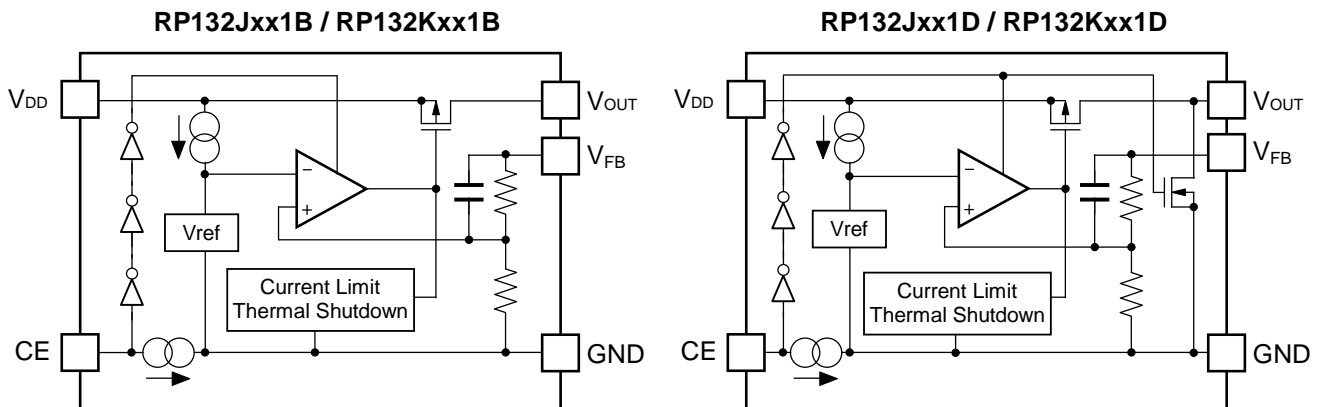 RP132Jxx1B / RP132Kxx1B
VDD
VOUT
VFB
−
+
Vref
Current Limit
Thermal Shutdown
CE
GND
RP132Jxx1D / RP132Kxx1D
VDD
VOUT
VFB
−
+
Vref
Current Limit
Thermal Shutdown
CE
GND